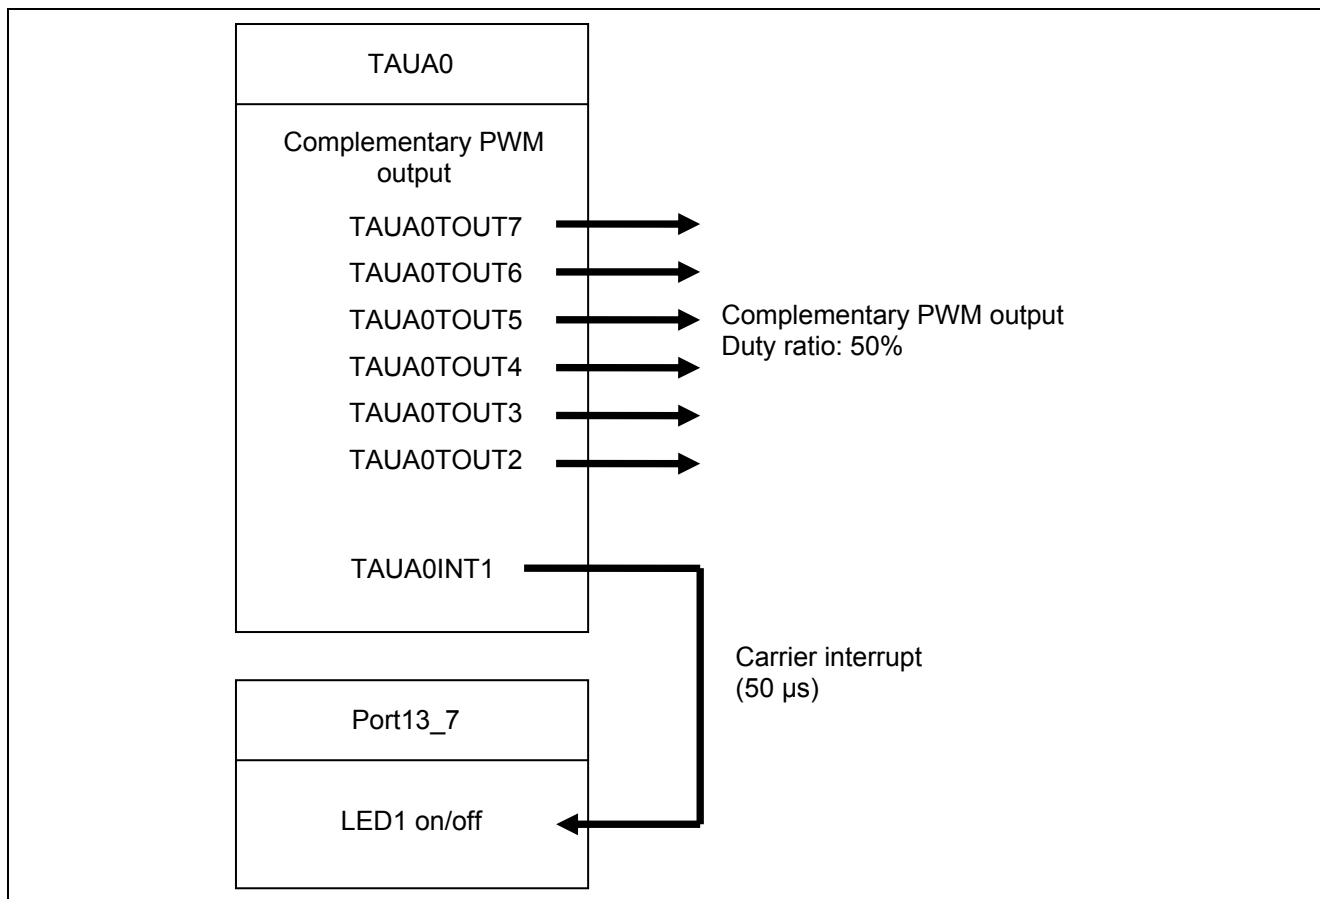 TAUA0
Complementary PWM
output
TAUA0TOUT7
TAUA0TOUT6
TAUA0TOUT5
TAUA0TOUT4
TAUA0TOUT3
TAUA0TOUT2
Complementary PWM output
Duty ratio: 50%
TAUA0INT1
Carrier interrupt
(50 µs)
Port13_7
LED1 on/off